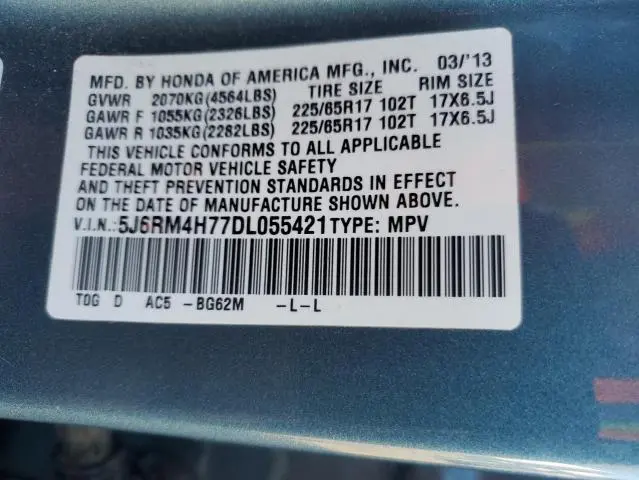 MFD. BY HONDA OF AMERICA MFG., INC. 03/'13
GVWR 2070KG(4564LBS) TIRE SIZE RIM SIZE
GAWR F 1055KG(2326LBS) 225/65R17 102T 17X6.5J
GAWR R 1035KG(2282LBS) 225/65R17 102T 17X6.5J
THIS VEHICLE CONFORMS TO ALL APPLICABLE
FEDERAL MOTOR VEHICLE SAFETY
AND THEFT PREVENTION STANDARDS IN EFFECT
ON THE DATE OF MANUFACTURE SHOWN ABOVE.
V.I.N.:5J6RM4H77DL055421TYPE: MPV
T0G D AC5 -BG62M -L-L